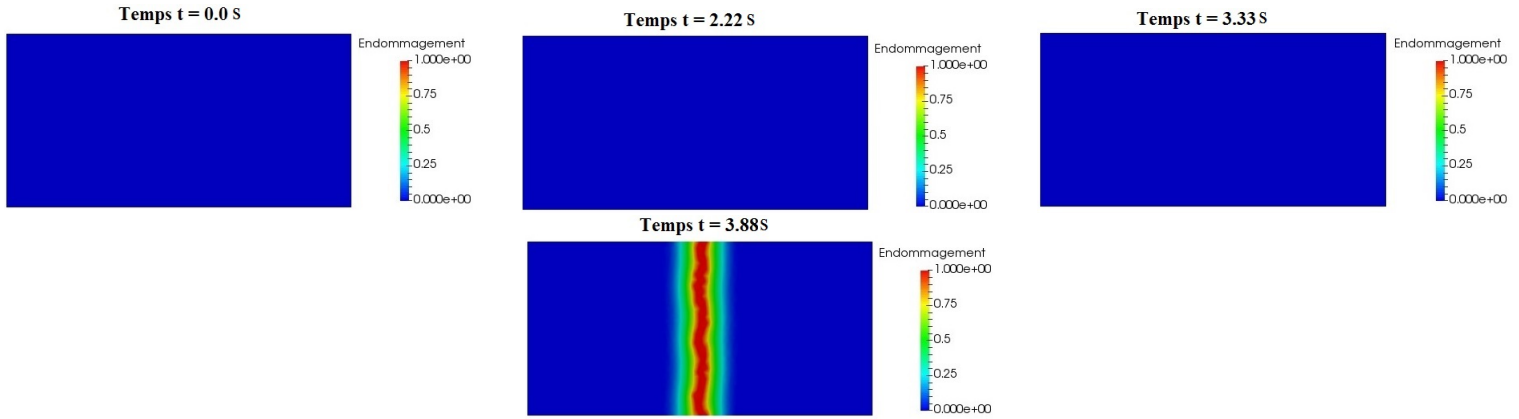 Temps t = 0.0 S
Endommagement
1.000e+00
0.75
0.5
0.25
0.000e+00
Temps t = 2.22 S
Endommagement
1.000e+00
0.75
0.5
0.25
0.000e+00
Temps t = 3.33 S
Endommagement
1.000e+00
0.75
0.5
0.25
0.000e+00
Temps t = 3.88 S
Endommagement
1.000e+00
0.75
0.5
0.25
0.000e+00